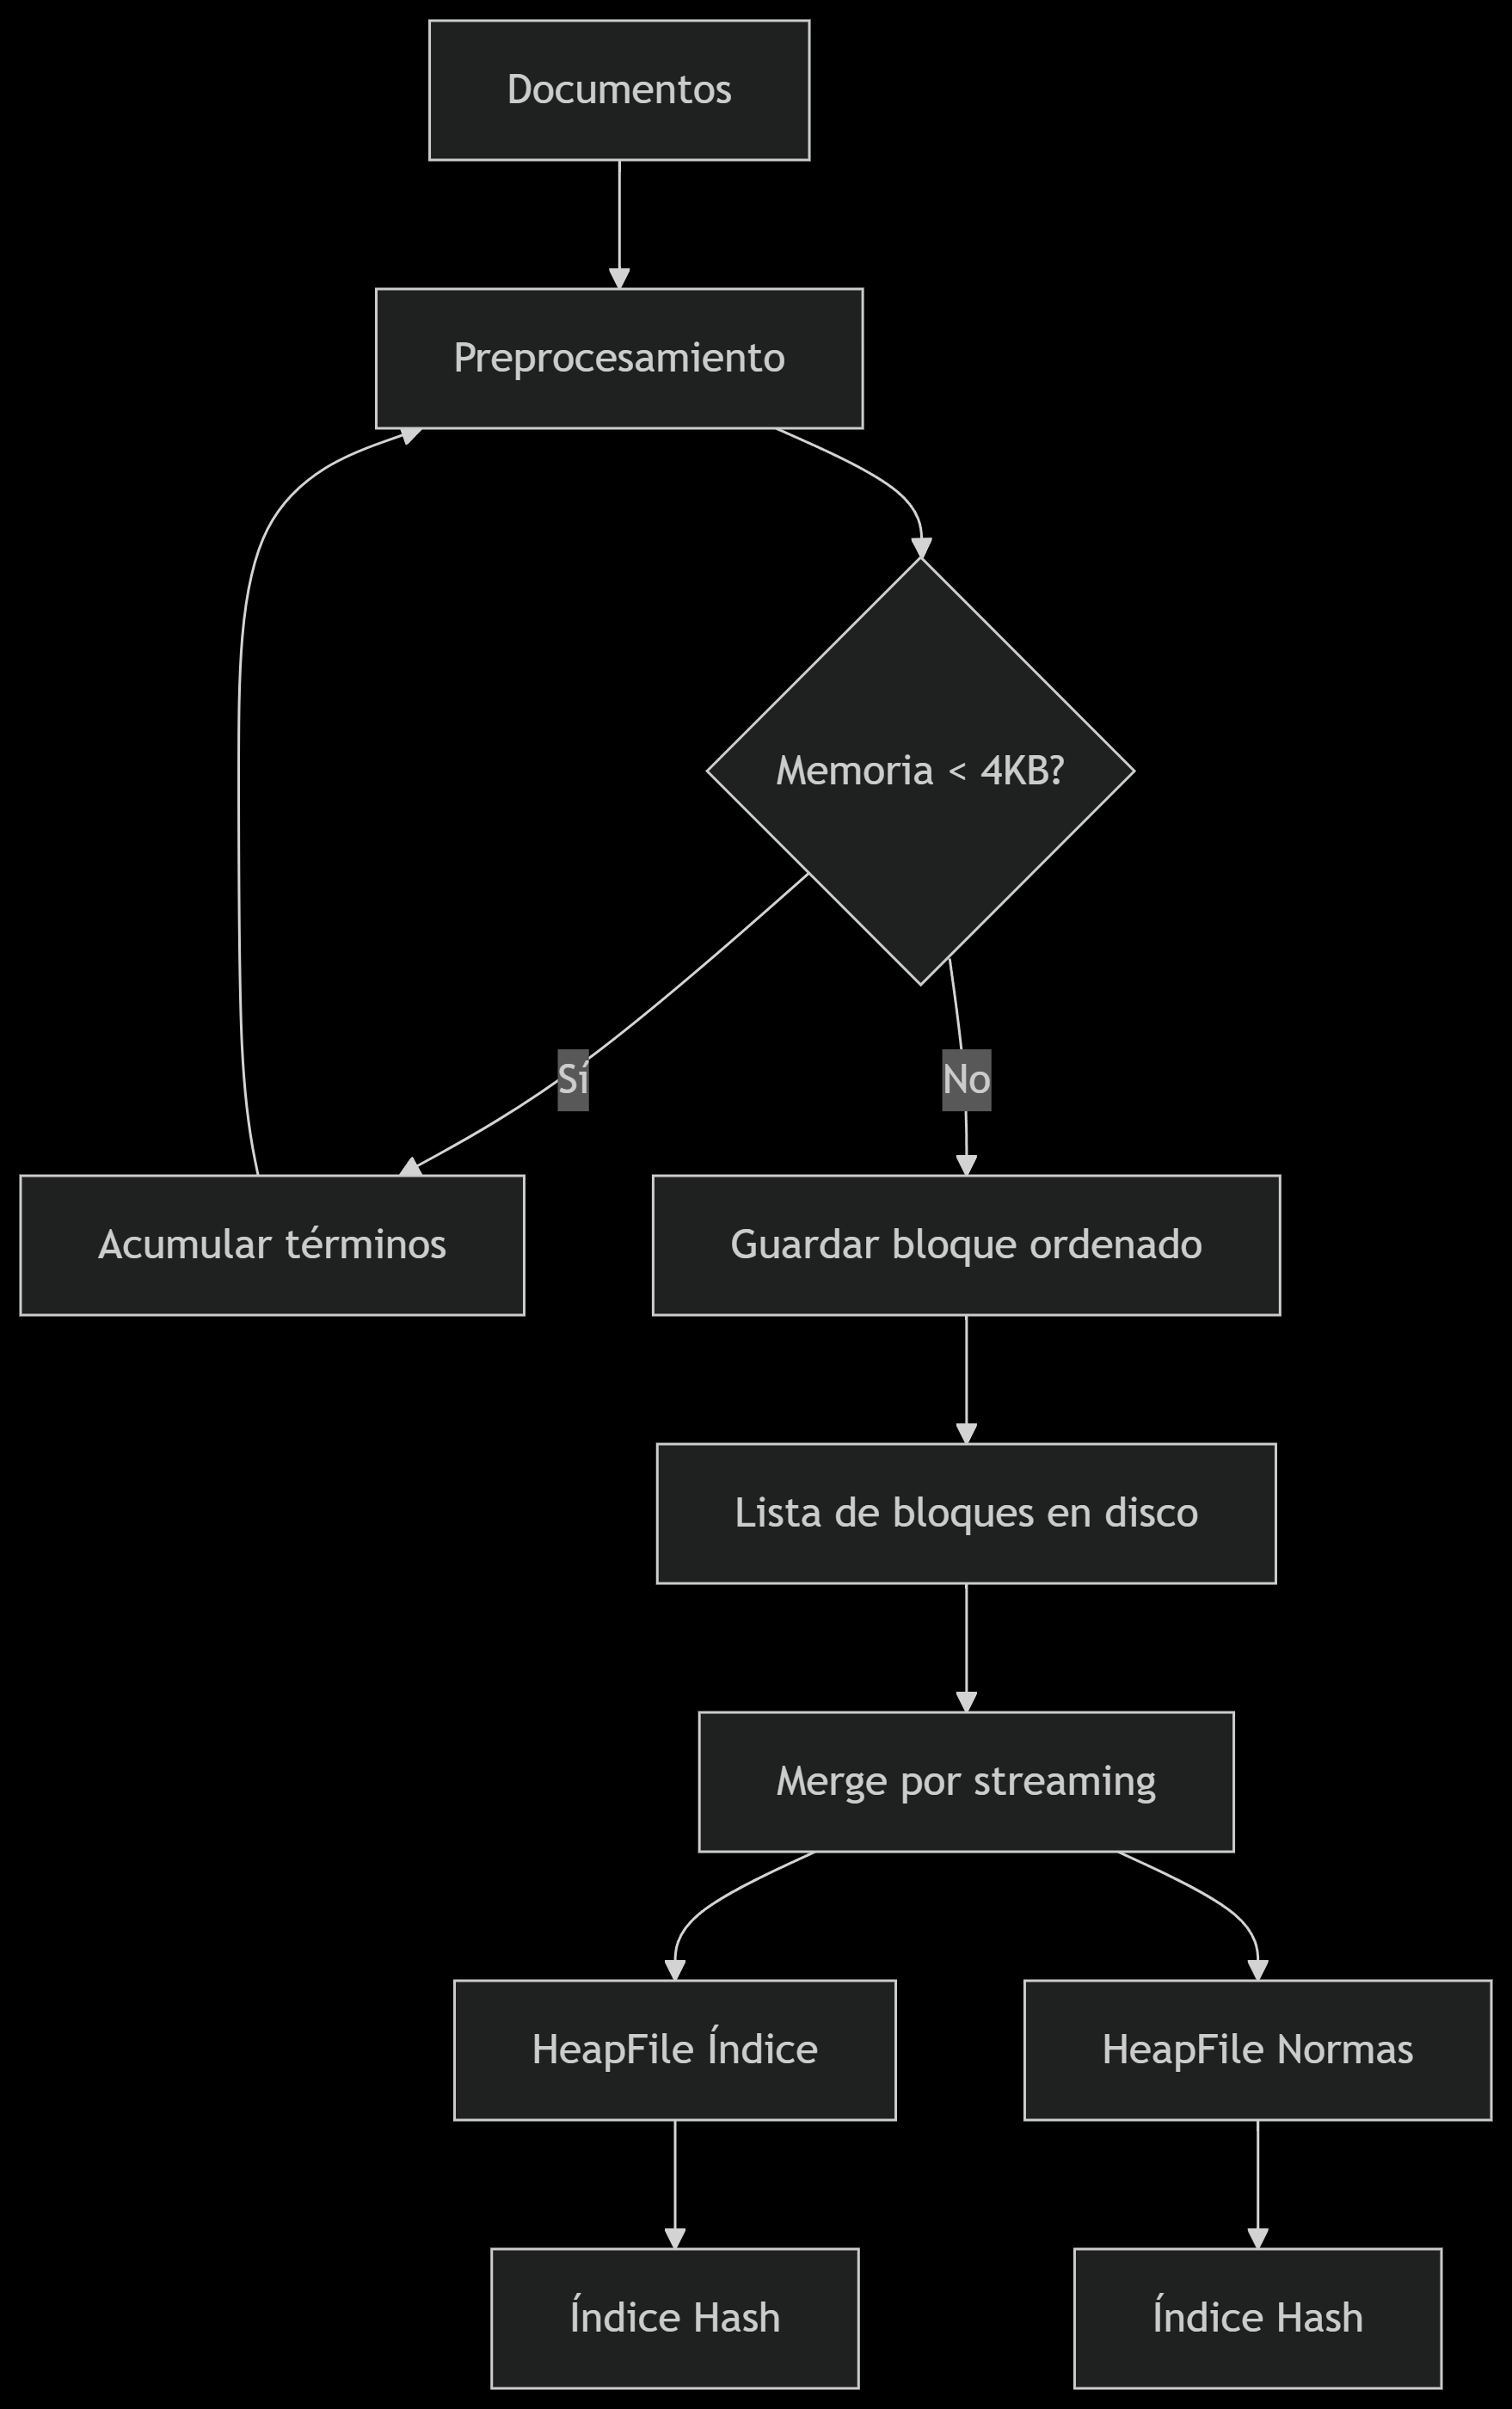 Documentos
Preprocesamiento
Memoria < 4KB?
Sí
No
Acumular términos
Guardar bloque ordenado
Lista de bloques en disco
Merge por streaming
HeapFile Índice
HeapFile Normas
Índice Hash
Índice Hash